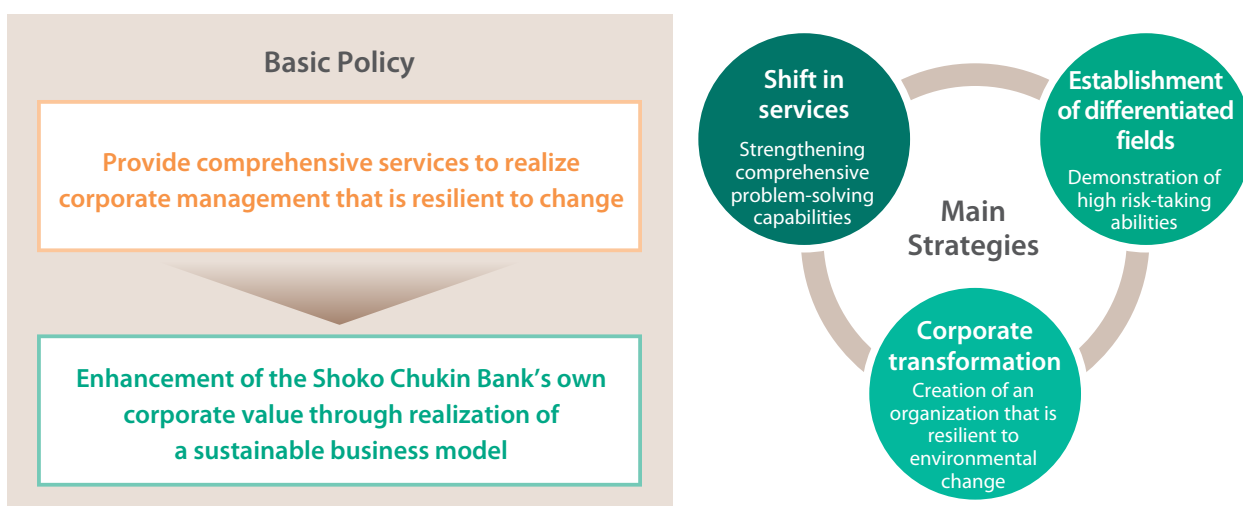 Basic Policy
Provide comprehensive services to realize
corporate management that is resilient to change
Enhancement of the Shoko Chukin Bank’s own
corporate value through realization of
a sustainable business model
Shift in
services
Strengthening
comprehensive
problem-solving
capabilities
Establishment
of differentiated
fields
Demonstration of
high risk-taking
abilities
Main
Strategies
Corporate
transformation
Creation of an
organization that is
resilient to
environmental
change